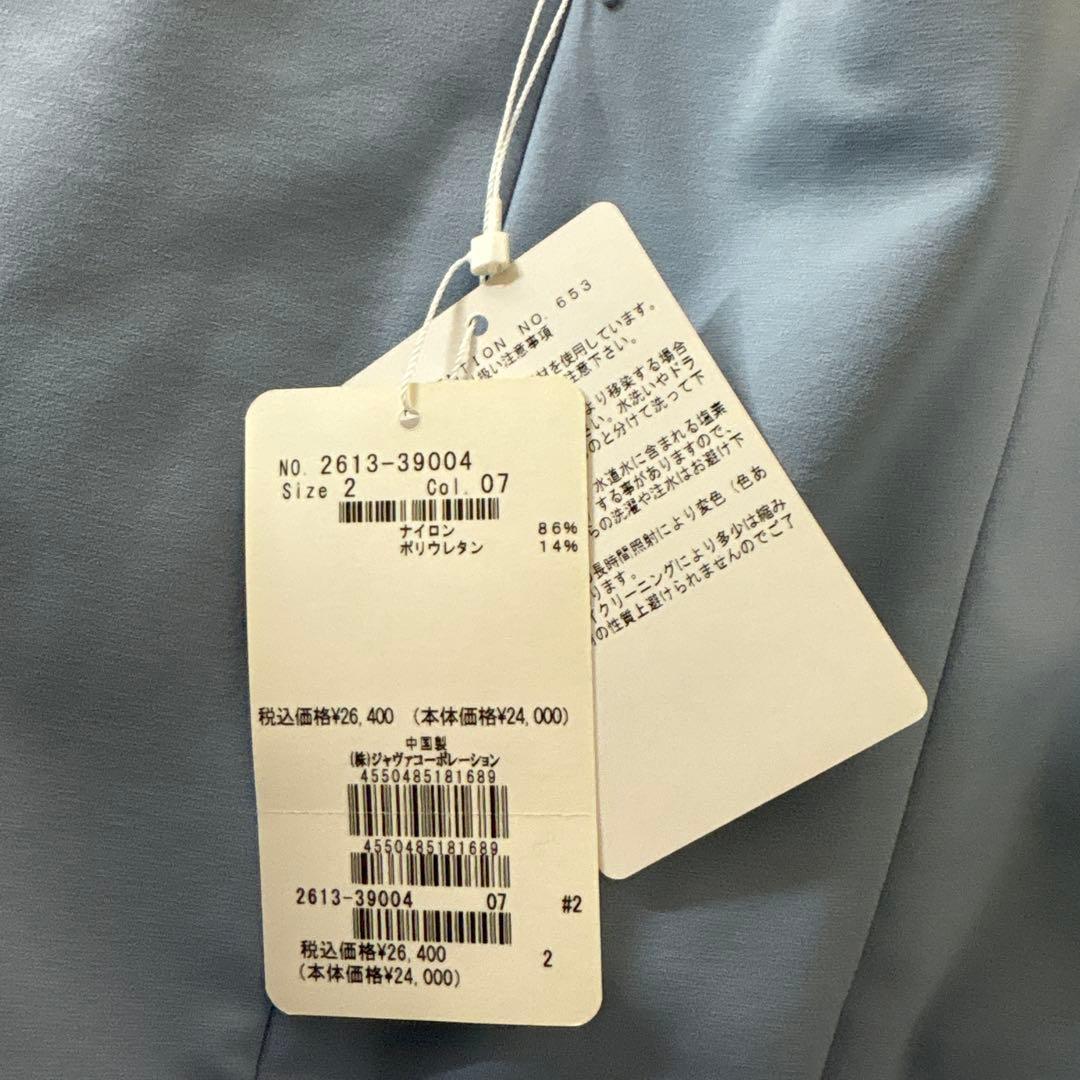 NO. 2613-39004
Size 2 Col. 07
ナイロン 86%
ポリウレタン 14%
税込価格¥26,400 (本体価格¥24,000)
中国製
(株)ジャヴァコーポレーション
4550485181689
4550485181689
2613-39004 07 #2
税込価格¥26,400 2
(本体価格¥24,000)
NTION NO. 653
扱い注意事項
を使用しています。
注意下さい。
より移染する場合
い。水洗いやドラ
のと分けて洗って下
水道水に含まれる塩素
する事がありますので、
の洗濯や注水はお避け下
長時間照射により変色(色あ
ります。
イクリーニングにより多少は縮み
の性質上避けられませんのでご了